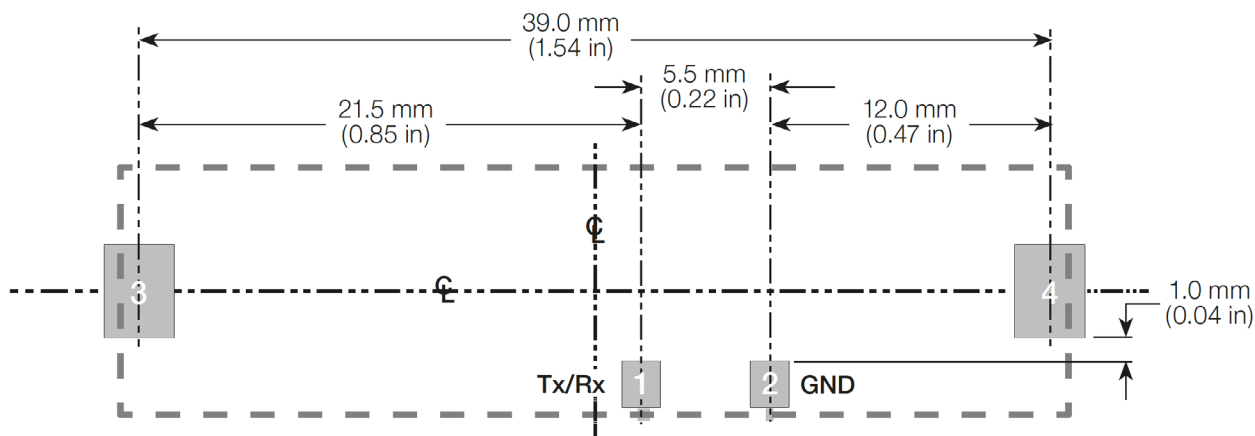 39.0 mm
(1.54 in)
5.5 mm
(0.22 in)
21.5 mm
(0.85 in)
12.0 mm
(0.47 in)
℄
℄
3
4
1.0 mm
(0.04 in)
Tx/Rx
1
2
GND